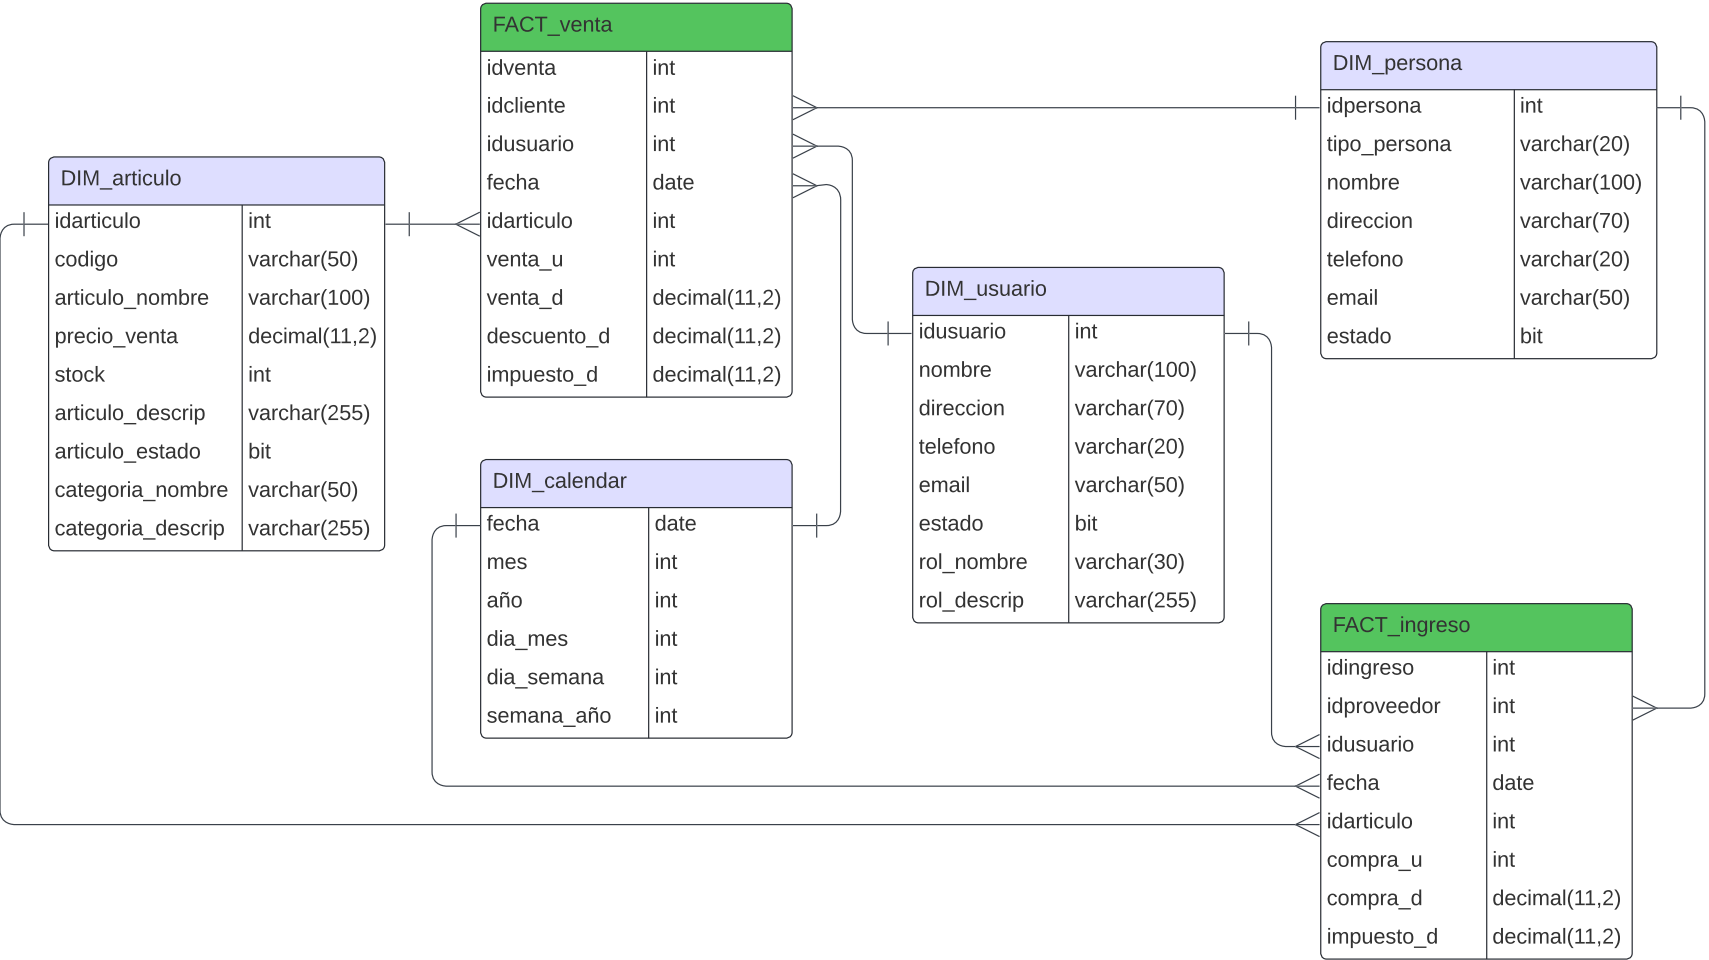 FACT_venta
idventa int
idcliente int
idusuario int
fecha date
idarticulo int
venta_u int
venta_d decimal(11,2)
descuento_d decimal(11,2)
impuesto_d decimal(11,2)
DIM_persona
idpersona int
tipo_persona varchar(20)
nombre varchar(100)
direccion varchar(70)
telefono varchar(20)
email varchar(50)
estado bit
DIM_articulo
idarticulo int
codigo varchar(50)
articulo_nombre varchar(100)
precio_venta decimal(11,2)
stock int
articulo_descrip varchar(255)
articulo_estado bit
categoria_nombre varchar(50)
categoria_descrip varchar(255)
DIM_usuario
idusuario int
nombre varchar(100)
direccion varchar(70)
telefono varchar(20)
email varchar(50)
estado bit
rol_nombre varchar(30)
rol_descrip varchar(255)
DIM_calendar
fecha date
mes int
año int
dia_mes int
dia_semana int
semana_año int
FACT_ingreso
idingreso int
idproveedor int
idusuario int
fecha date
idarticulo int
compra_u int
compra_d decimal(11,2)
impuesto_d decimal(11,2)